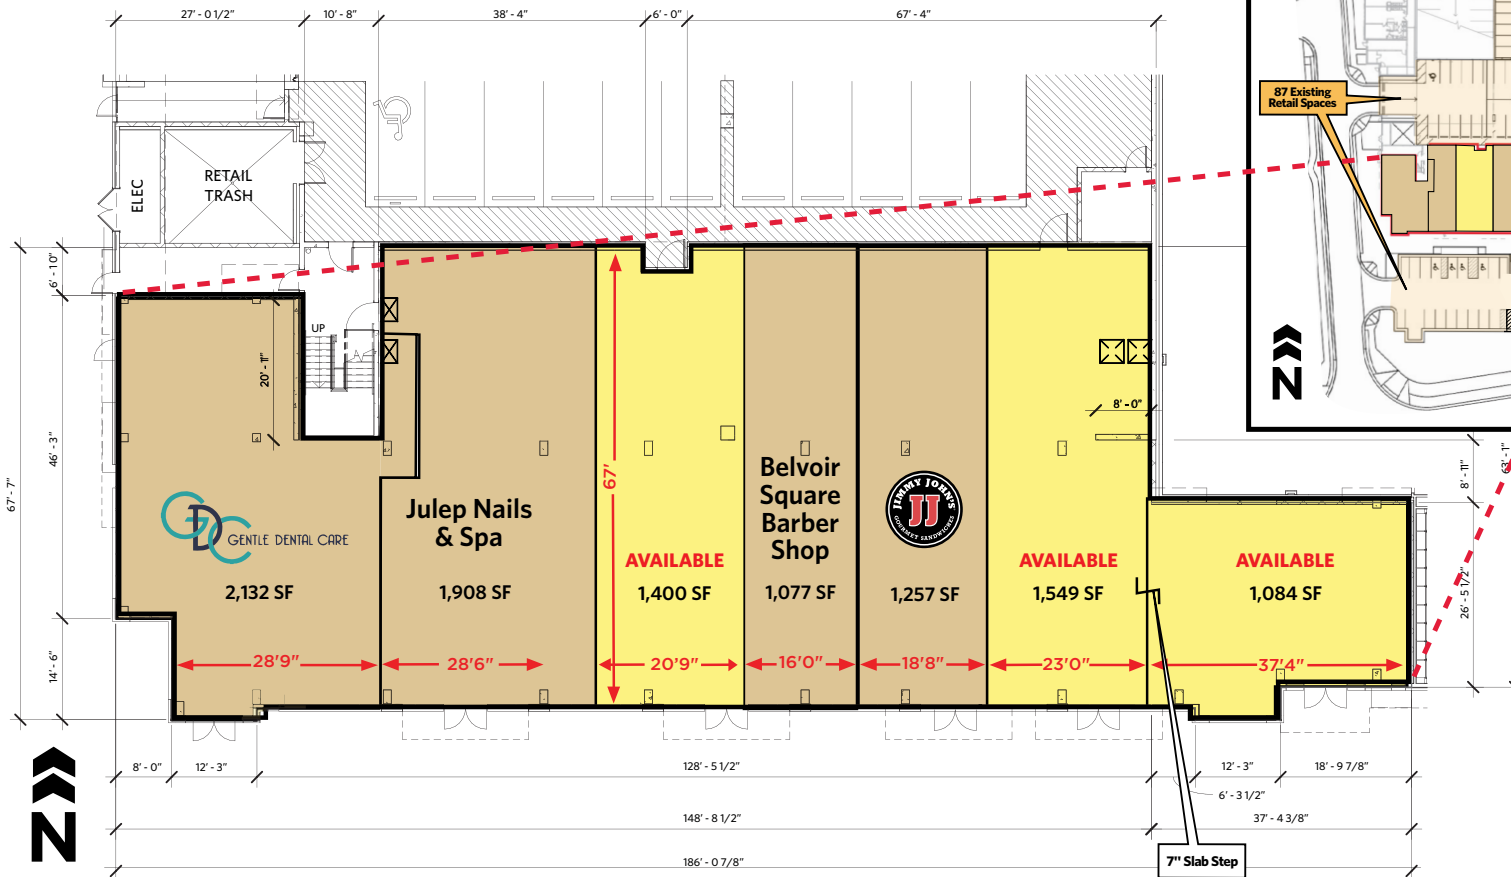 27' - 0 1/2"
10' - 8"
38' - 4"
6' - 0"
67' - 4"
87 Existing
Retail Spaces
ELEC
RETAIL
TRASH
UP
6' - 10"
46' - 3"
67' - 7"
14' - 6"
20' - 11"
67'
8' - 0"
8' - 11"
63' - 1"
26' - 5 1/2"
GDC
GENTLE DENTAL CARE
2,132 SF
28'9"
Julep Nails
& Spa
1,908 SF
28'6"
AVAILABLE
1,400 SF
20'9"
Belvoir
Square
Barber
Shop
1,077 SF
16'0"
JIMMY JOHN'S
JJ
GOURMET SANDWICHES
1,257 SF
18'8"
AVAILABLE
1,549 SF
23'0"
AVAILABLE
1,084 SF
37'4"
N
N
8' - 0"
12' - 3"
128' - 5 1/2"
12' - 3"
18' - 9 7/8"
6' - 3 1/2"
148' - 8 1/2"
37' - 4 3/8"
186' - 0 7/8"
7" Slab Step